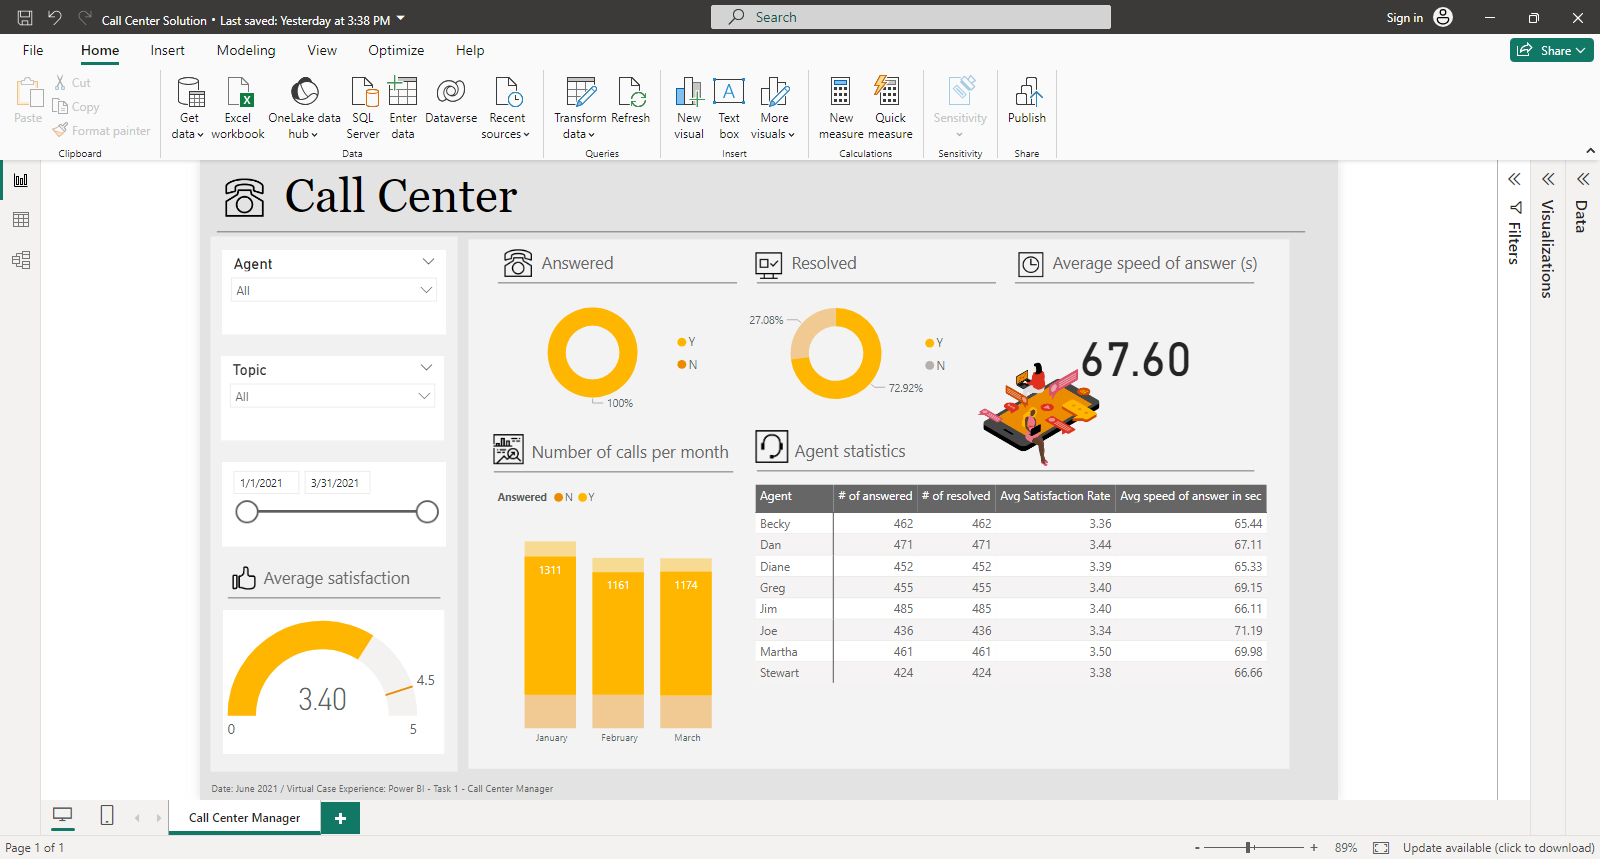 Call Center Solution • Last saved: Yesterday at 3:38 PM
Search
Sign in
File Home Insert Modeling View Optimize Help
Share
Paste
Cut
Copy
Format painter
Clipboard
Get data
Excel workbook
OneLake data hub
SQL Server
Enter data
Dataverse
Recent sources
Data
Transform data
Refresh
Queries
New visual
Text box
More visuals
Insert
New measure
Quick measure
Calculations
Sensitivity
Sensitivity
Publish
Share
Call Center
Agent
All
Topic
All
1/1/2021 3/31/2021
Average satisfaction
3.40
4.5
0 5
Answered
Y
N
100%
Resolved
27.08%
Y
N
72.92%
Average speed of answer (s)
67.60
Number of calls per month
Answered N Y
1311 1161 1174
January February March
Agent statistics
Agent # of answered # of resolved Avg Satisfaction Rate Avg speed of answer in sec
Becky 462 462 3.36 65.44
Dan 471 471 3.44 67.11
Diane 452 452 3.39 65.33
Greg 455 455 3.40 69.15
Jim 485 485 3.40 66.11
Joe 436 436 3.34 71.19
Martha 461 461 3.50 69.98
Stewart 424 424 3.38 66.66
Date: June 2021 / Virtual Case Experience: Power BI - Task 1 - Call Center Manager
Filters
Visualizations
Data
Call Center Manager
+
Page 1 of 1
- + 89%
Update available (click to download)